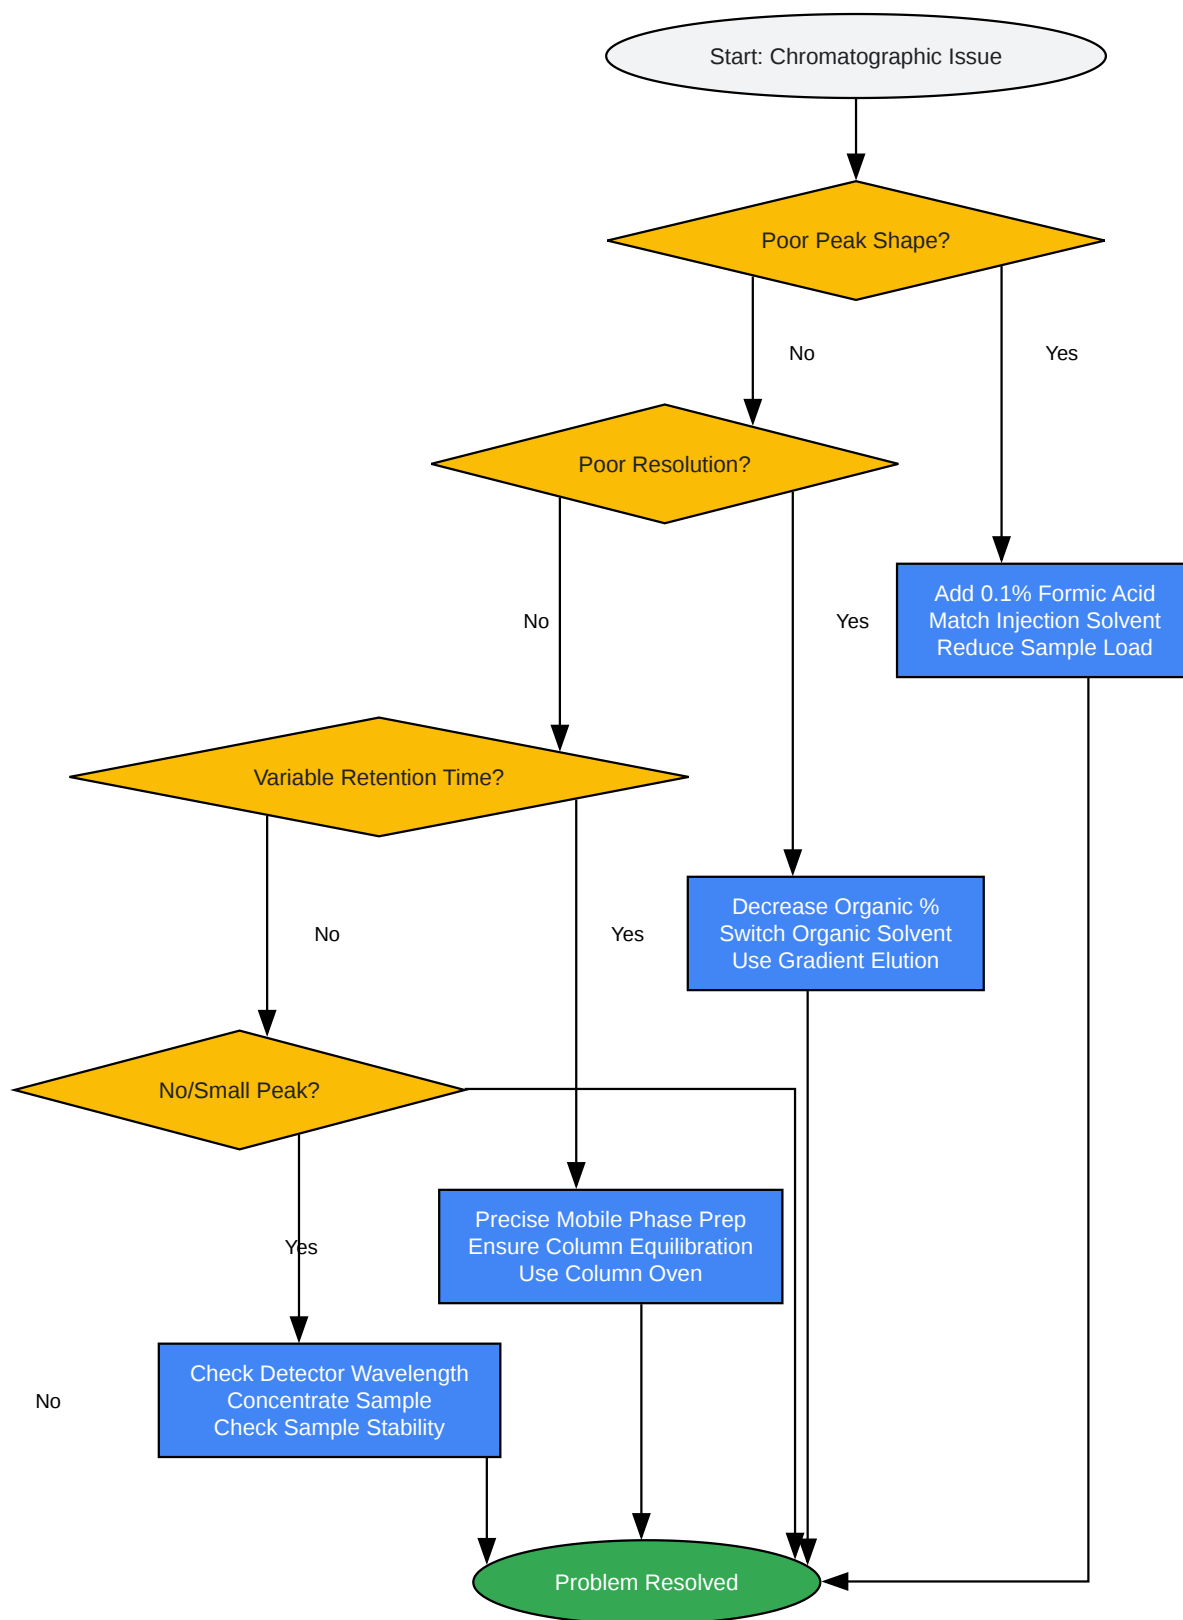 Start: Chromatographic Issue
Poor Peak Shape?
No
Yes
Poor Resolution?
No
Yes
Add 0.1% Formic Acid
Match Injection Solvent
Reduce Sample Load
Variable Retention Time?
No
Yes
Decrease Organic %
Switch Organic Solvent
Use Gradient Elution
No/Small Peak?
Yes
Precise Mobile Phase Prep
Ensure Column Equilibration
Use Column Oven
No
Check Detector Wavelength
Concentrate Sample
Check Sample Stability
Problem Resolved